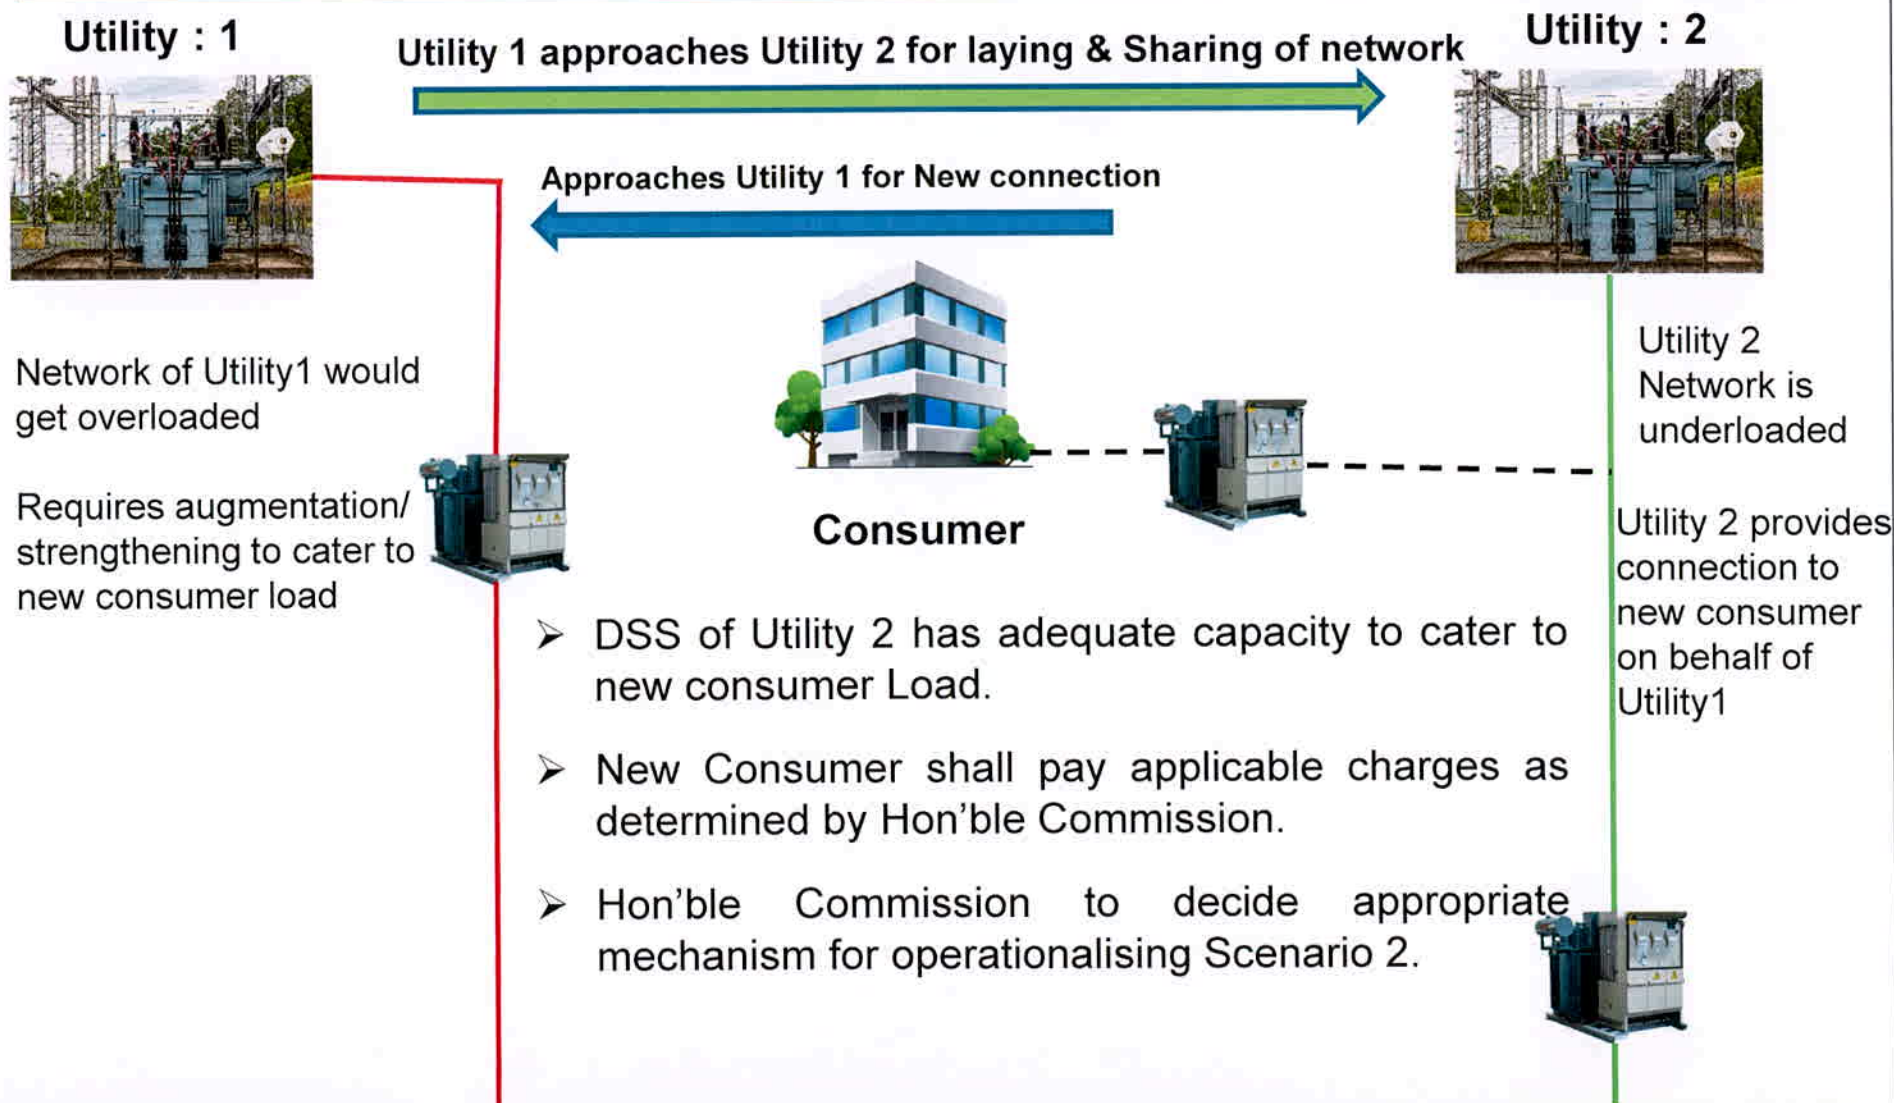 Utility : 1
Utility 1 approaches Utility 2 for laying & Sharing of network
Utility : 2
Approaches Utility 1 for New connection
Network of Utility1 would
get overloaded
Requires augmentation/
strengthening to cater to
new consumer load
Consumer
Utility 2
Network is
underloaded
Utility 2 provides
connection to
new consumer
on behalf of
Utility1
➢ DSS of Utility 2 has adequate capacity to cater to
new consumer Load.
➢ New Consumer shall pay applicable charges as
determined by Hon'ble Commission.
➢ Hon'ble Commission to decide appropriate
mechanism for operationalising Scenario 2.